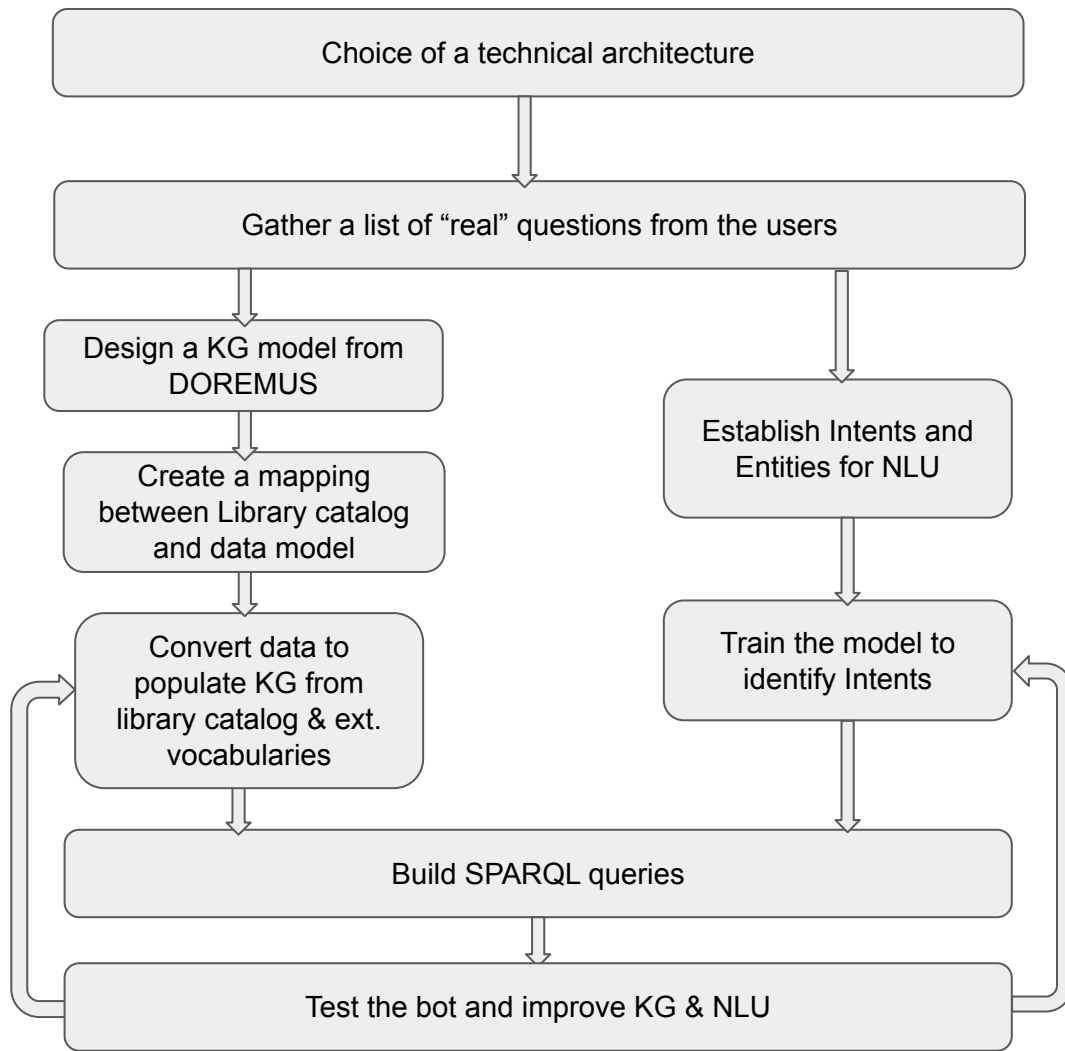 Choice of a technical architecture
Gather a list of “real” questions from the users
Design a KG model from
DOREMUS
Create a mapping
between Library catalog
and data model
Convert data to
populate KG from
library catalog & ext.
vocabularies
Establish Intents and
Entities for NLU
Train the model to
identify Intents
Build SPARQL queries
Test the bot and improve KG & NLU